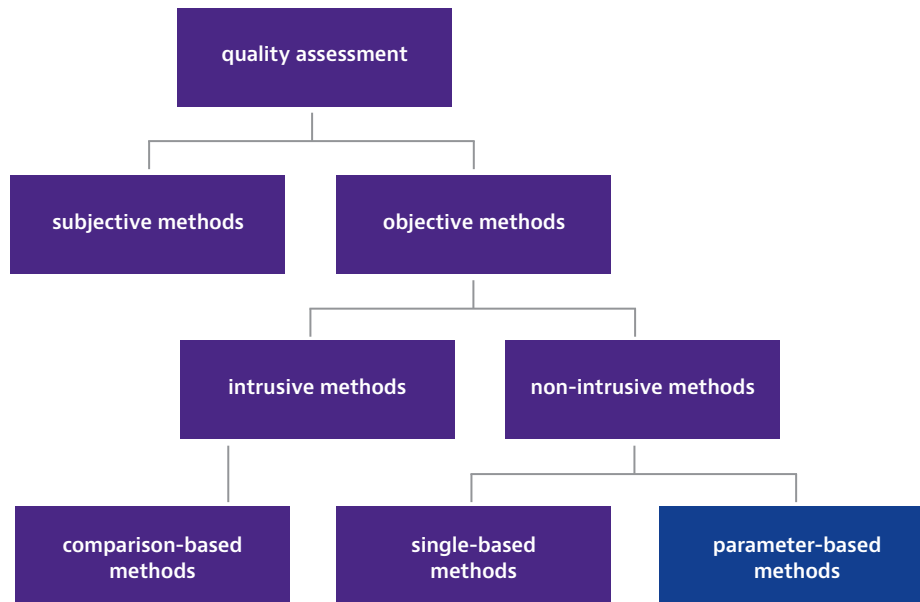 quality assessment
subjective methods
objective methods
intrusive methods
non-intrusive methods
comparison-based
methods
single-based
methods
parameter-based
methods